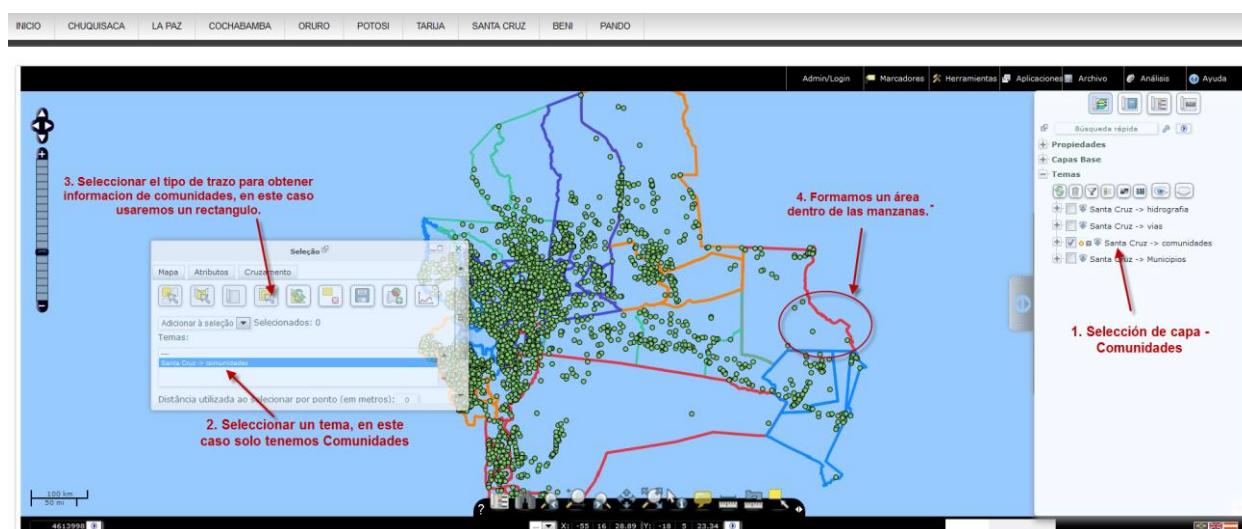 INICIO CHUQUISACA LA PAZ COCHABAMBA ORURO POTOSI TARIJA SANTA CRUZ BENI PANDO
Admin/Login Marcadores Herramientas Aplicaciones Archivo Análisis Ayuda
Búsqueda rápida
Propiedades
Capas Base
Temas
Santa Cruz -> hidrografia
Santa Cruz -> vias
Santa Cruz -> comunidades
Santa Cruz -> Municipios
3. Seleccionar el tipo de trazo para obtener
informacion de comunidades, en este caso
usaremos un rectangulo.
4. Formamos un área
dentro de las manzanas.
1. Selección de capa -
Comunidades
Seleção
Mapa Atributos Cruzamento
Adicionar à seleção Selecionados: 0
Temas:
---
Santa Cruz -> comunidades
Distância utilizada ao selecionar por ponto (em metros): 0
2. Seleccionar un tema, en este
caso solo tenemos Comunidades
100 km
50 mi
?
4613998 --- X: -55 16 28.89 Y: -18 5 23.34